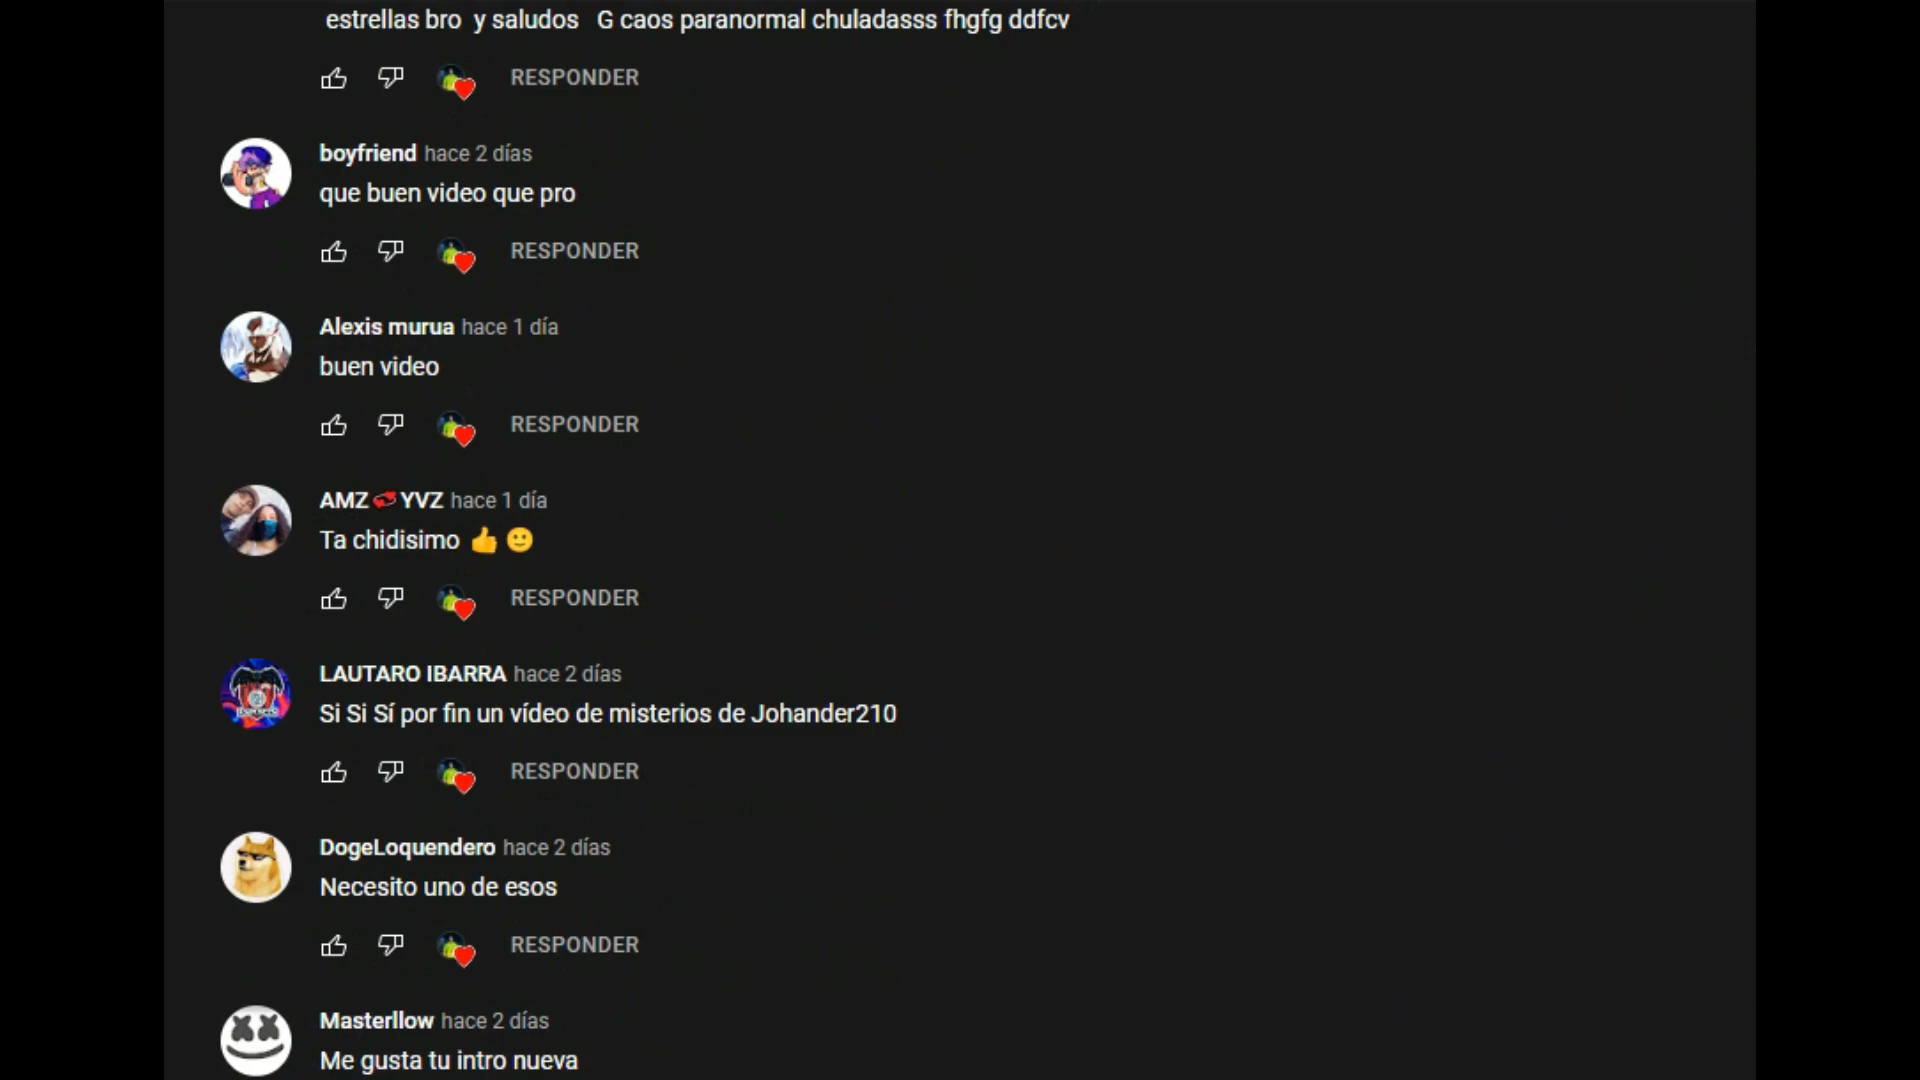 estrellas bro y saludos G caos paranormal chuladasss fhgfg ddfcv
RESPONDER
boyfriend hace 2 días
que buen video que pro
RESPONDER
Alexis murua hace 1 día
buen video
RESPONDER
AMZ💞YVZ hace 1 día
Ta chidisimo 👍🙂
RESPONDER
LAUTARO IBARRA hace 2 días
Si Si Sí por fin un vídeo de misterios de Johander210
RESPONDER
DogeLoquendero hace 2 días
Necesito uno de esos
RESPONDER
Masterllow hace 2 días
Me gusta tu intro nueva